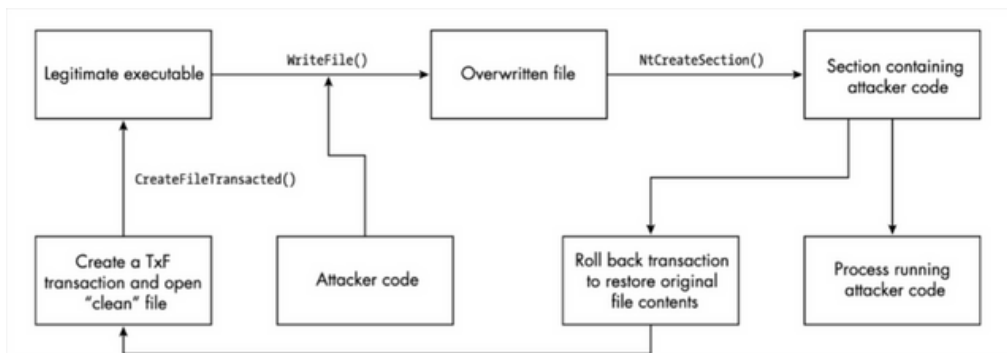 Legitimate executable
WriteFile()
Overwritten file
NtCreateSection()
Section containing
attacker code
CreateFileTransacted()
Create a TxF
transaction and open
“clean” file
Attacker code
Roll back transaction
to restore original
file contents
Process running
attacker code